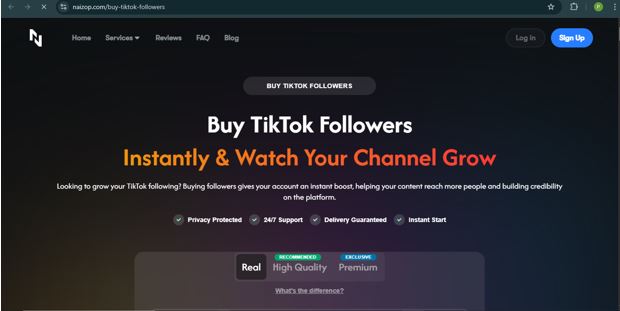 naizop.com/buy-tiktok-followers
P
N
Home Services Reviews FAQ Blog Log In Sign Up
BUY TIKTOK FOLLOWERS
Buy TikTok Followers
Instantly & Watch Your Channel Grow
Looking to grow your TikTok following? Buying followers gives your account an instant boost, helping your content reach more people and building credibility
on the platform.
Privacy Protected 24/7 Support Delivery Guaranteed Instant Start
RECOMMENDED EXCLUSIVE
Real High Quality Premium
What's the difference?